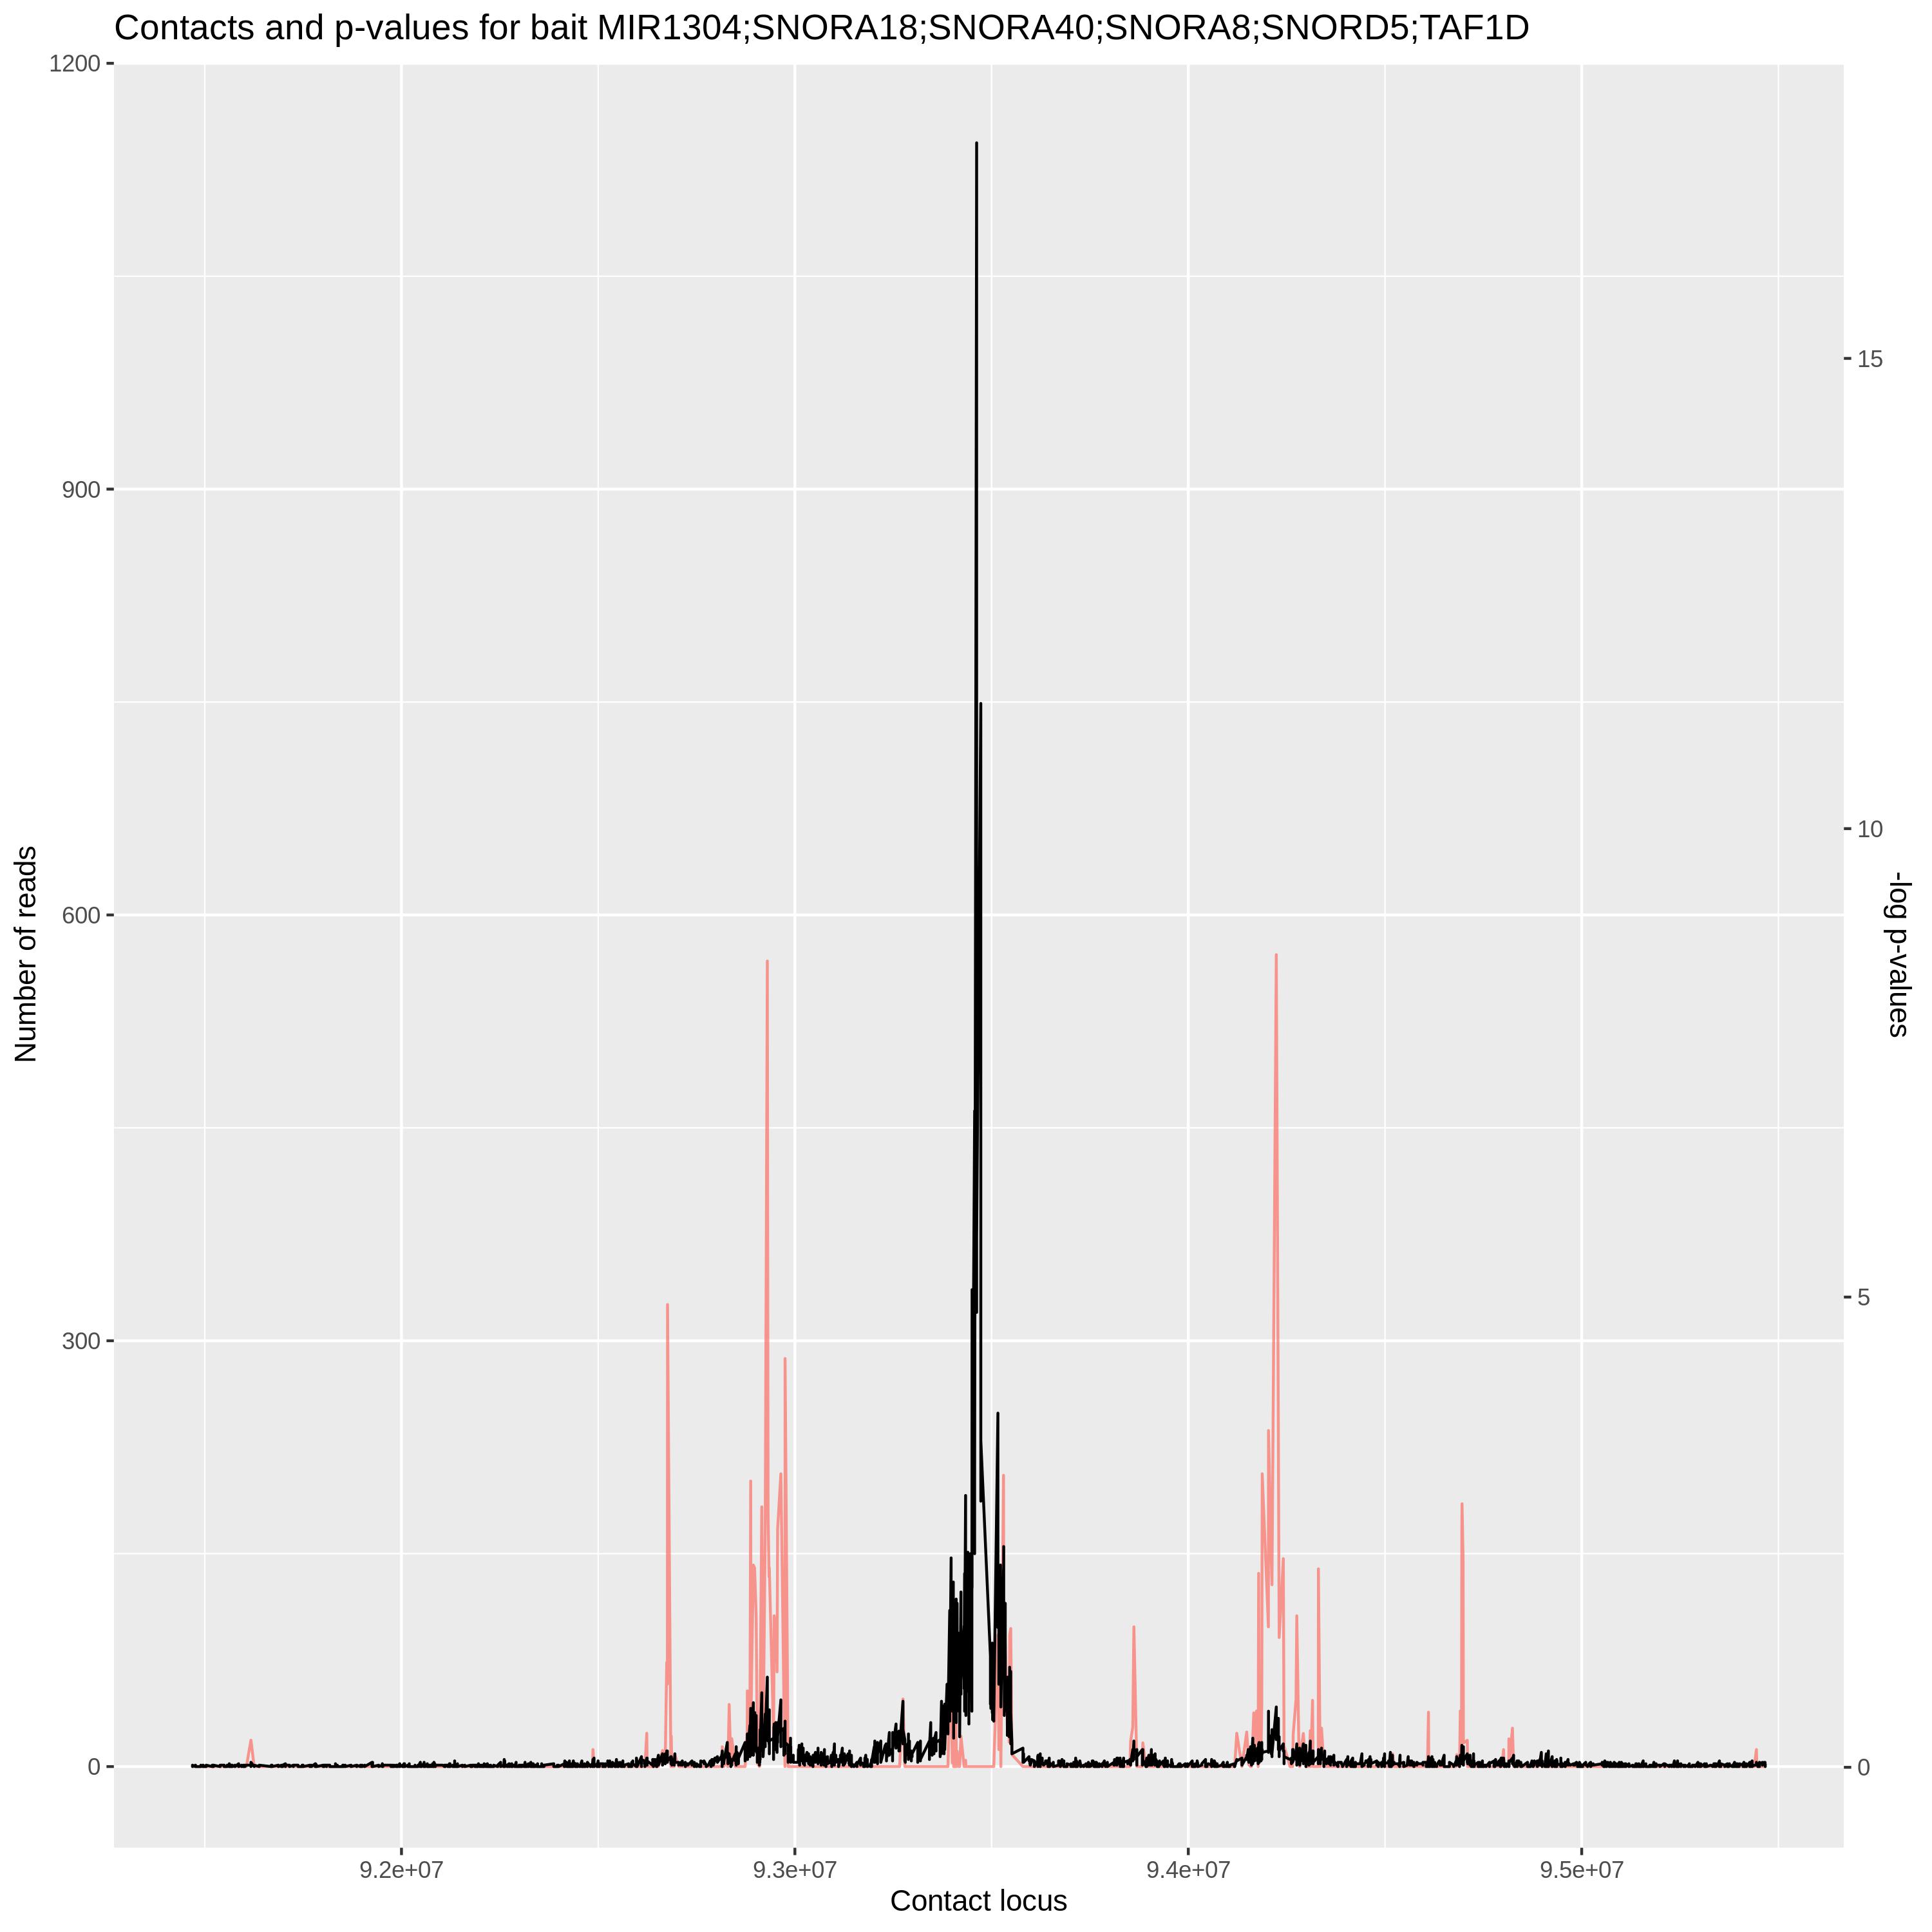 Contacts and p-values for bait MIR1304;SNORA18;SNORA40;SNORA8;SNORD5;TAF1D
1200
900
600
300
0
Number of reads
15
10
5
0
-log p-values
9.2e+07
9.3e+07
9.4e+07
9.5e+07
Contact locus